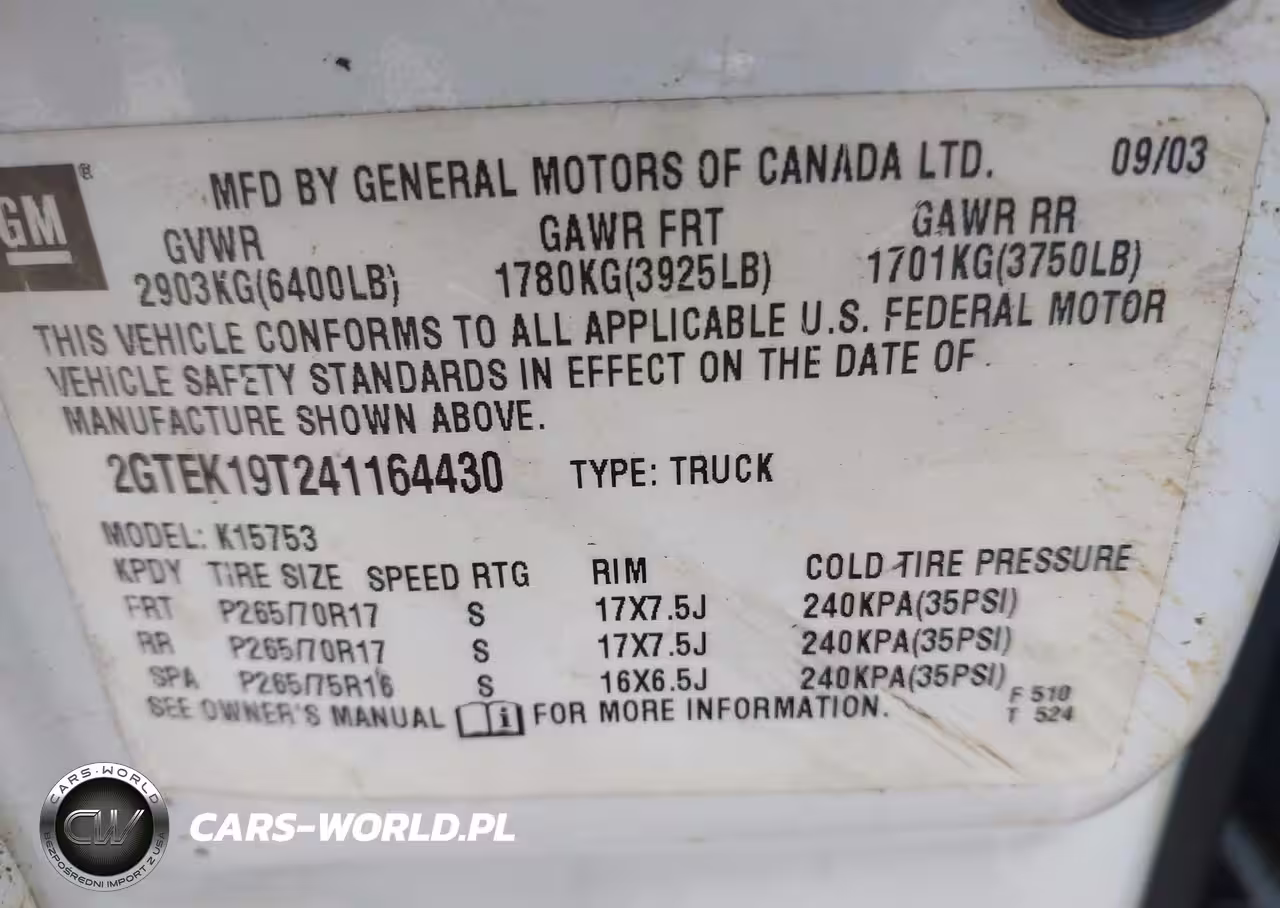 GM ®
MFD BY GENERAL MOTORS OF CANADA LTD. 09/03
GVWR GAWR FRT GAWR RR
2903KG(6400LB) 1780KG(3925LB) 1701KG(3750LB)
THIS VEHICLE CONFORMS TO ALL APPLICABLE U.S. FEDERAL MOTOR
VEHICLE SAFETY STANDARDS IN EFFECT ON THE DATE OF
MANUFACTURE SHOWN ABOVE.
2GTEK19T241164430 TYPE: TRUCK
MODEL: K15753
KPDY TIRE SIZE SPEED RTG RIM COLD TIRE PRESSURE
FRT P265/70R17 S 17X7.5J 240KPA(35PSI)
RR P265/70R17 S 17X7.5J 240KPA(35PSI)
SPA P265/75R16 S 16X6.5J 240KPA(35PSI)
SEE OWNER'S MANUAL i FOR MORE INFORMATION.
F 510
T 524
CARS-WORLD
CW
BEZPOŚREDNI IMPORT Z USA
CARS-WORLD.PL